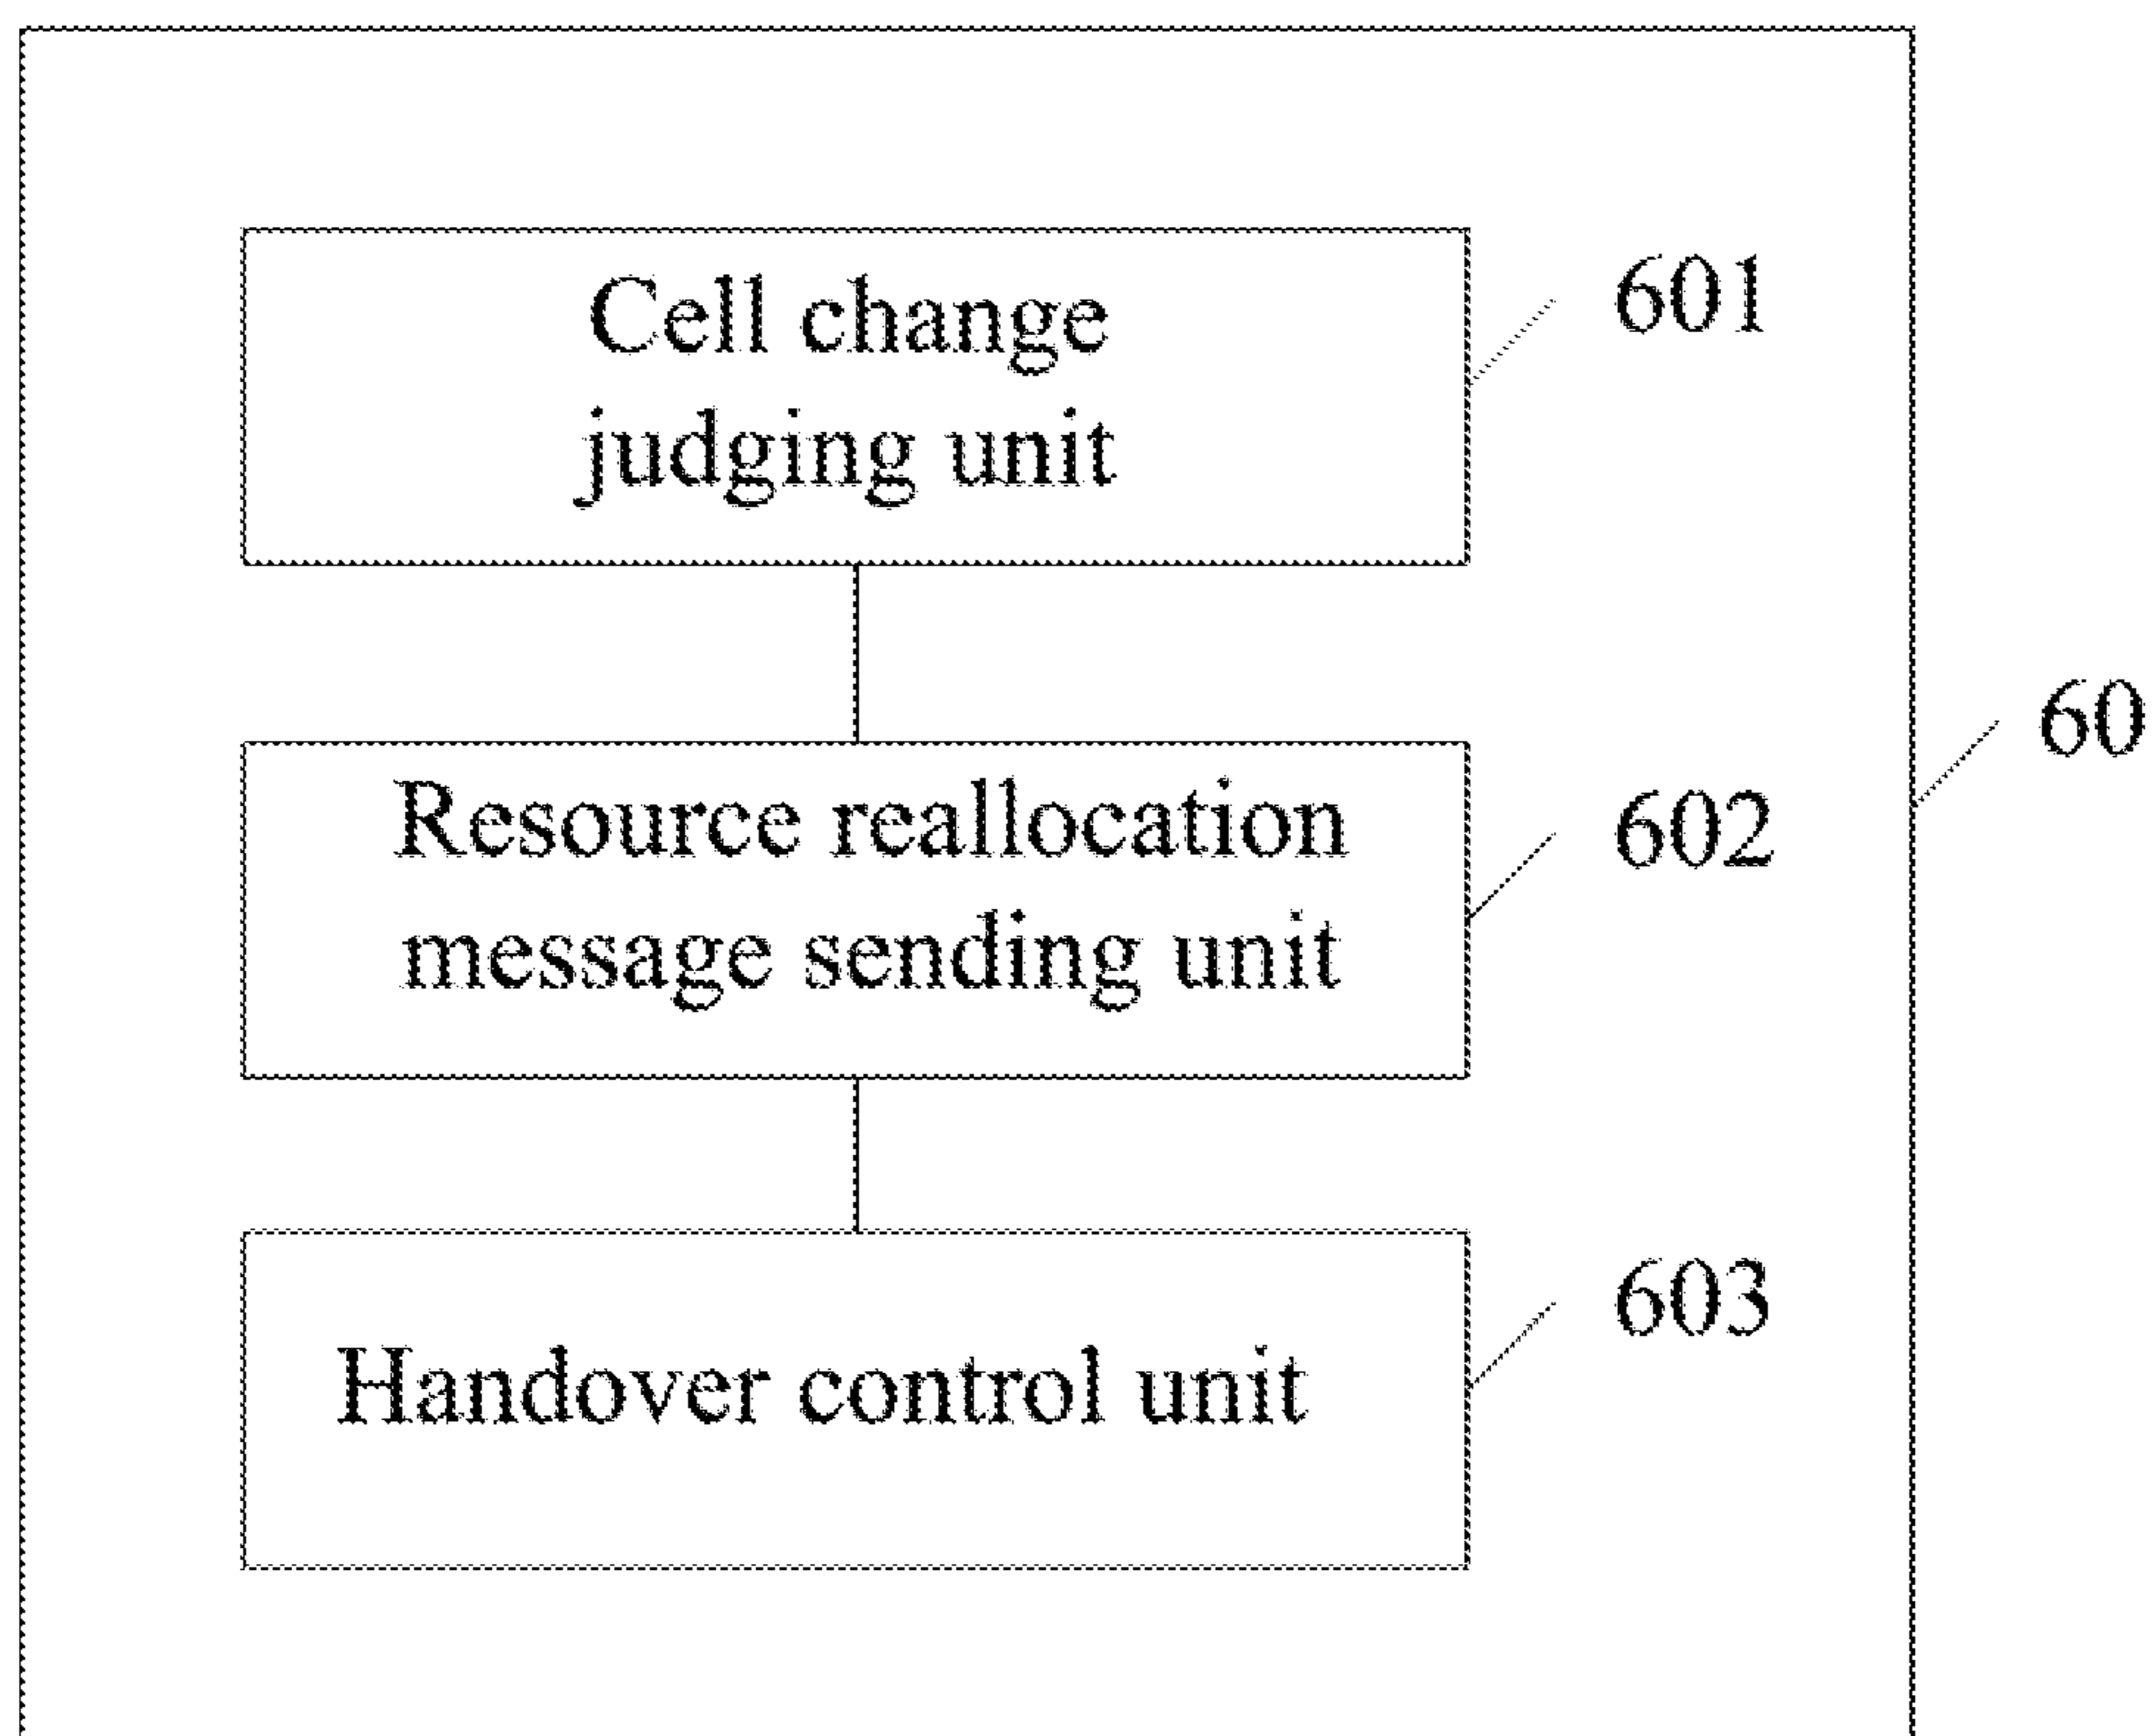 Cell change
judging unit
601
60
Resource reallocation
message sending unit
602
Handover control unit
603